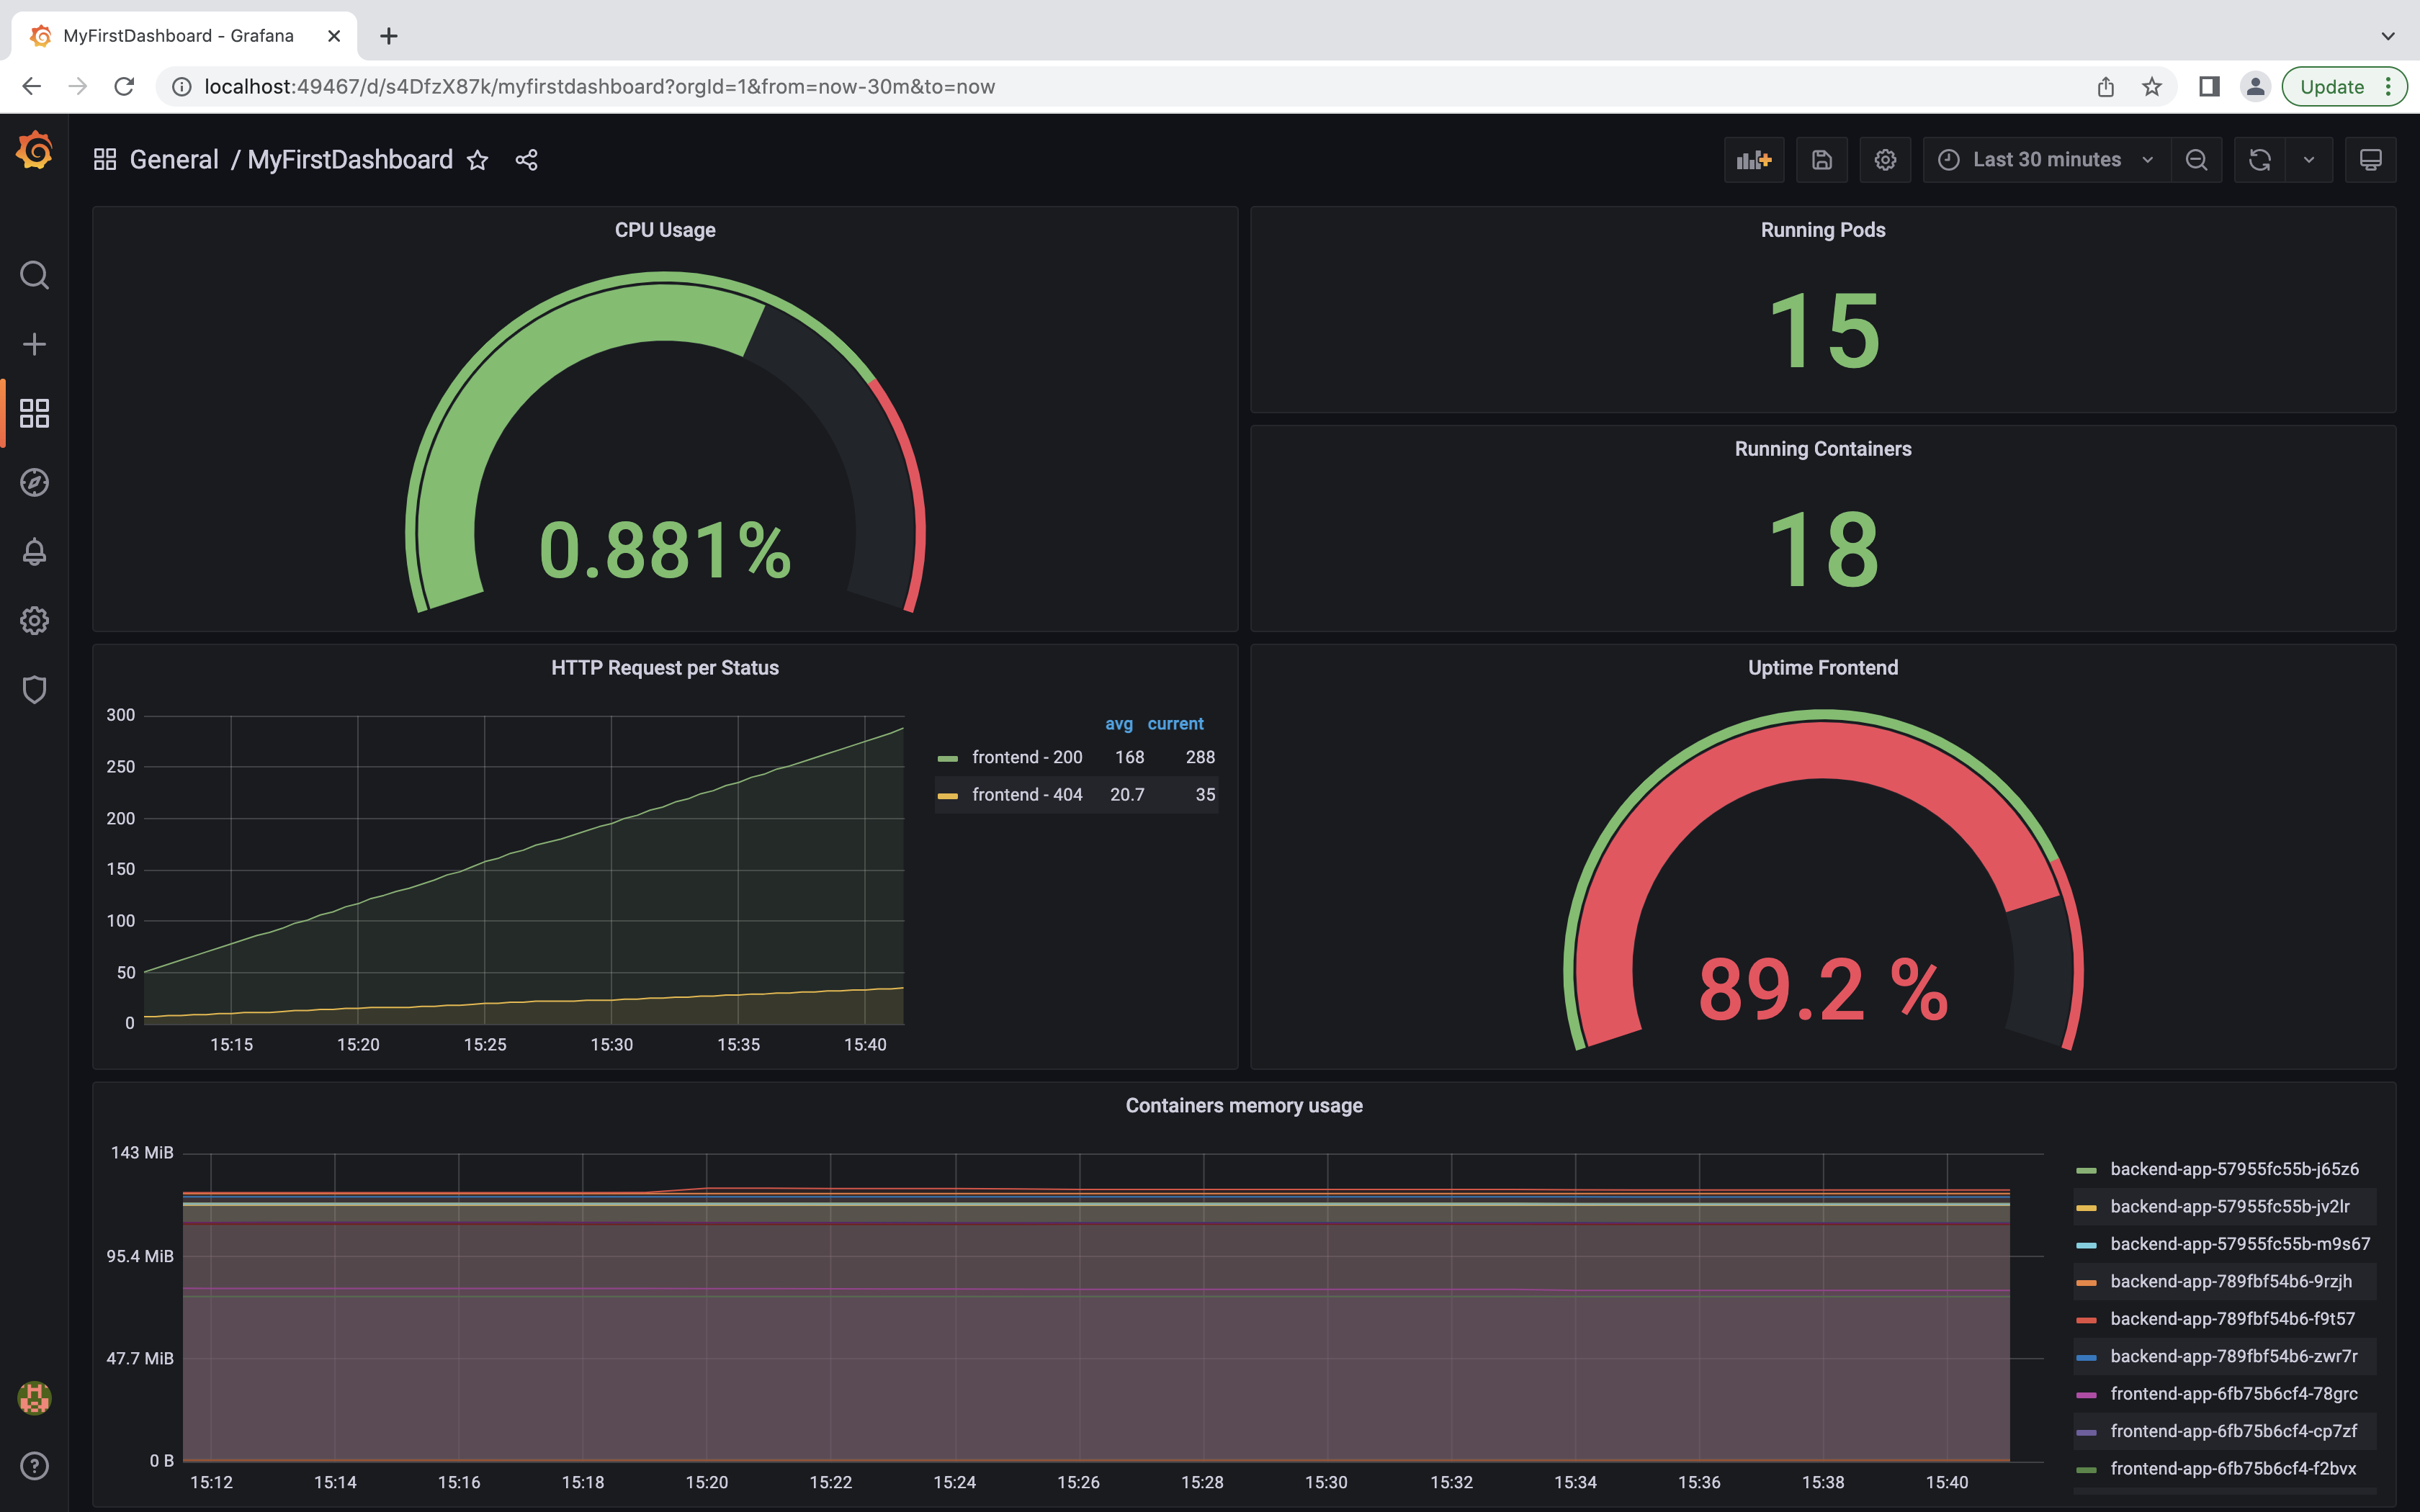 MyFirstDashboard - Grafana
localhost:49467/d/s4DfzX87k/myfirstdashboard?orgId=1&from=now-30m&to=now
Update
General / MyFirstDashboard
Last 30 minutes
CPU Usage
0.881%
Running Pods
15
Running Containers
18
HTTP Request per Status
300
250
200
150
100
50
0
15:15 15:20 15:25 15:30 15:35 15:40
avg current
frontend - 200 168 288
frontend - 404 20.7 35
Uptime Frontend
89.2 %
Containers memory usage
143 MiB
95.4 MiB
47.7 MiB
0 B
15:12 15:14 15:16 15:18 15:20 15:22 15:24 15:26 15:28 15:30 15:32 15:34 15:36 15:38 15:40
backend-app-57955fc55b-j65z6
backend-app-57955fc55b-jv2lr
backend-app-57955fc55b-m9s67
backend-app-789fbf54b6-9rzjh
backend-app-789fbf54b6-f9t57
backend-app-789fbf54b6-zwr7r
frontend-app-6fb75b6cf4-78grc
frontend-app-6fb75b6cf4-cp7zf
frontend-app-6fb75b6cf4-f2bvx